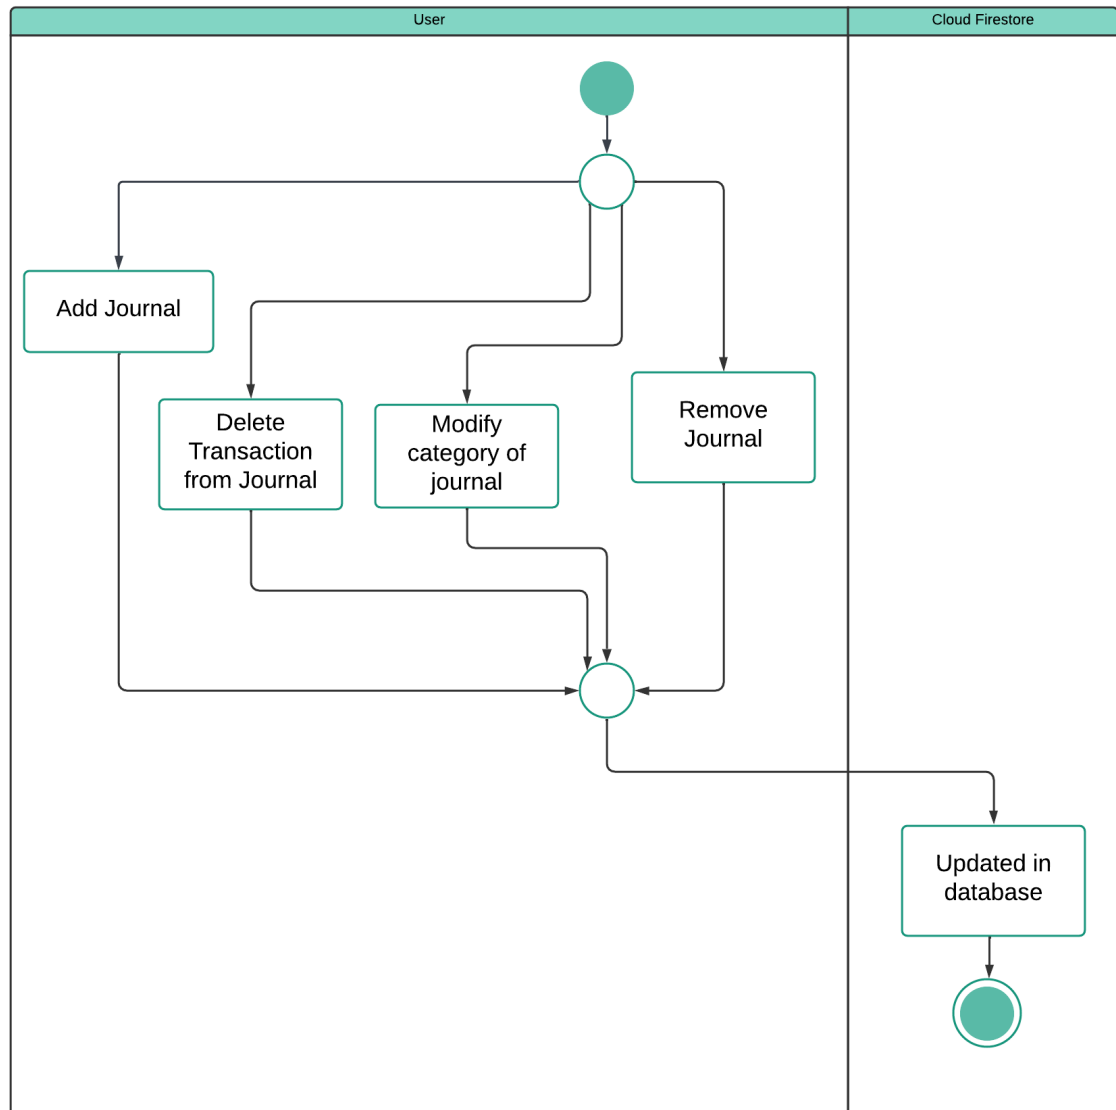 User
Cloud Firestore
Add Journal
Delete
Transaction
from Journal
Modify
category of
journal
Remove
Journal
Updated in
database